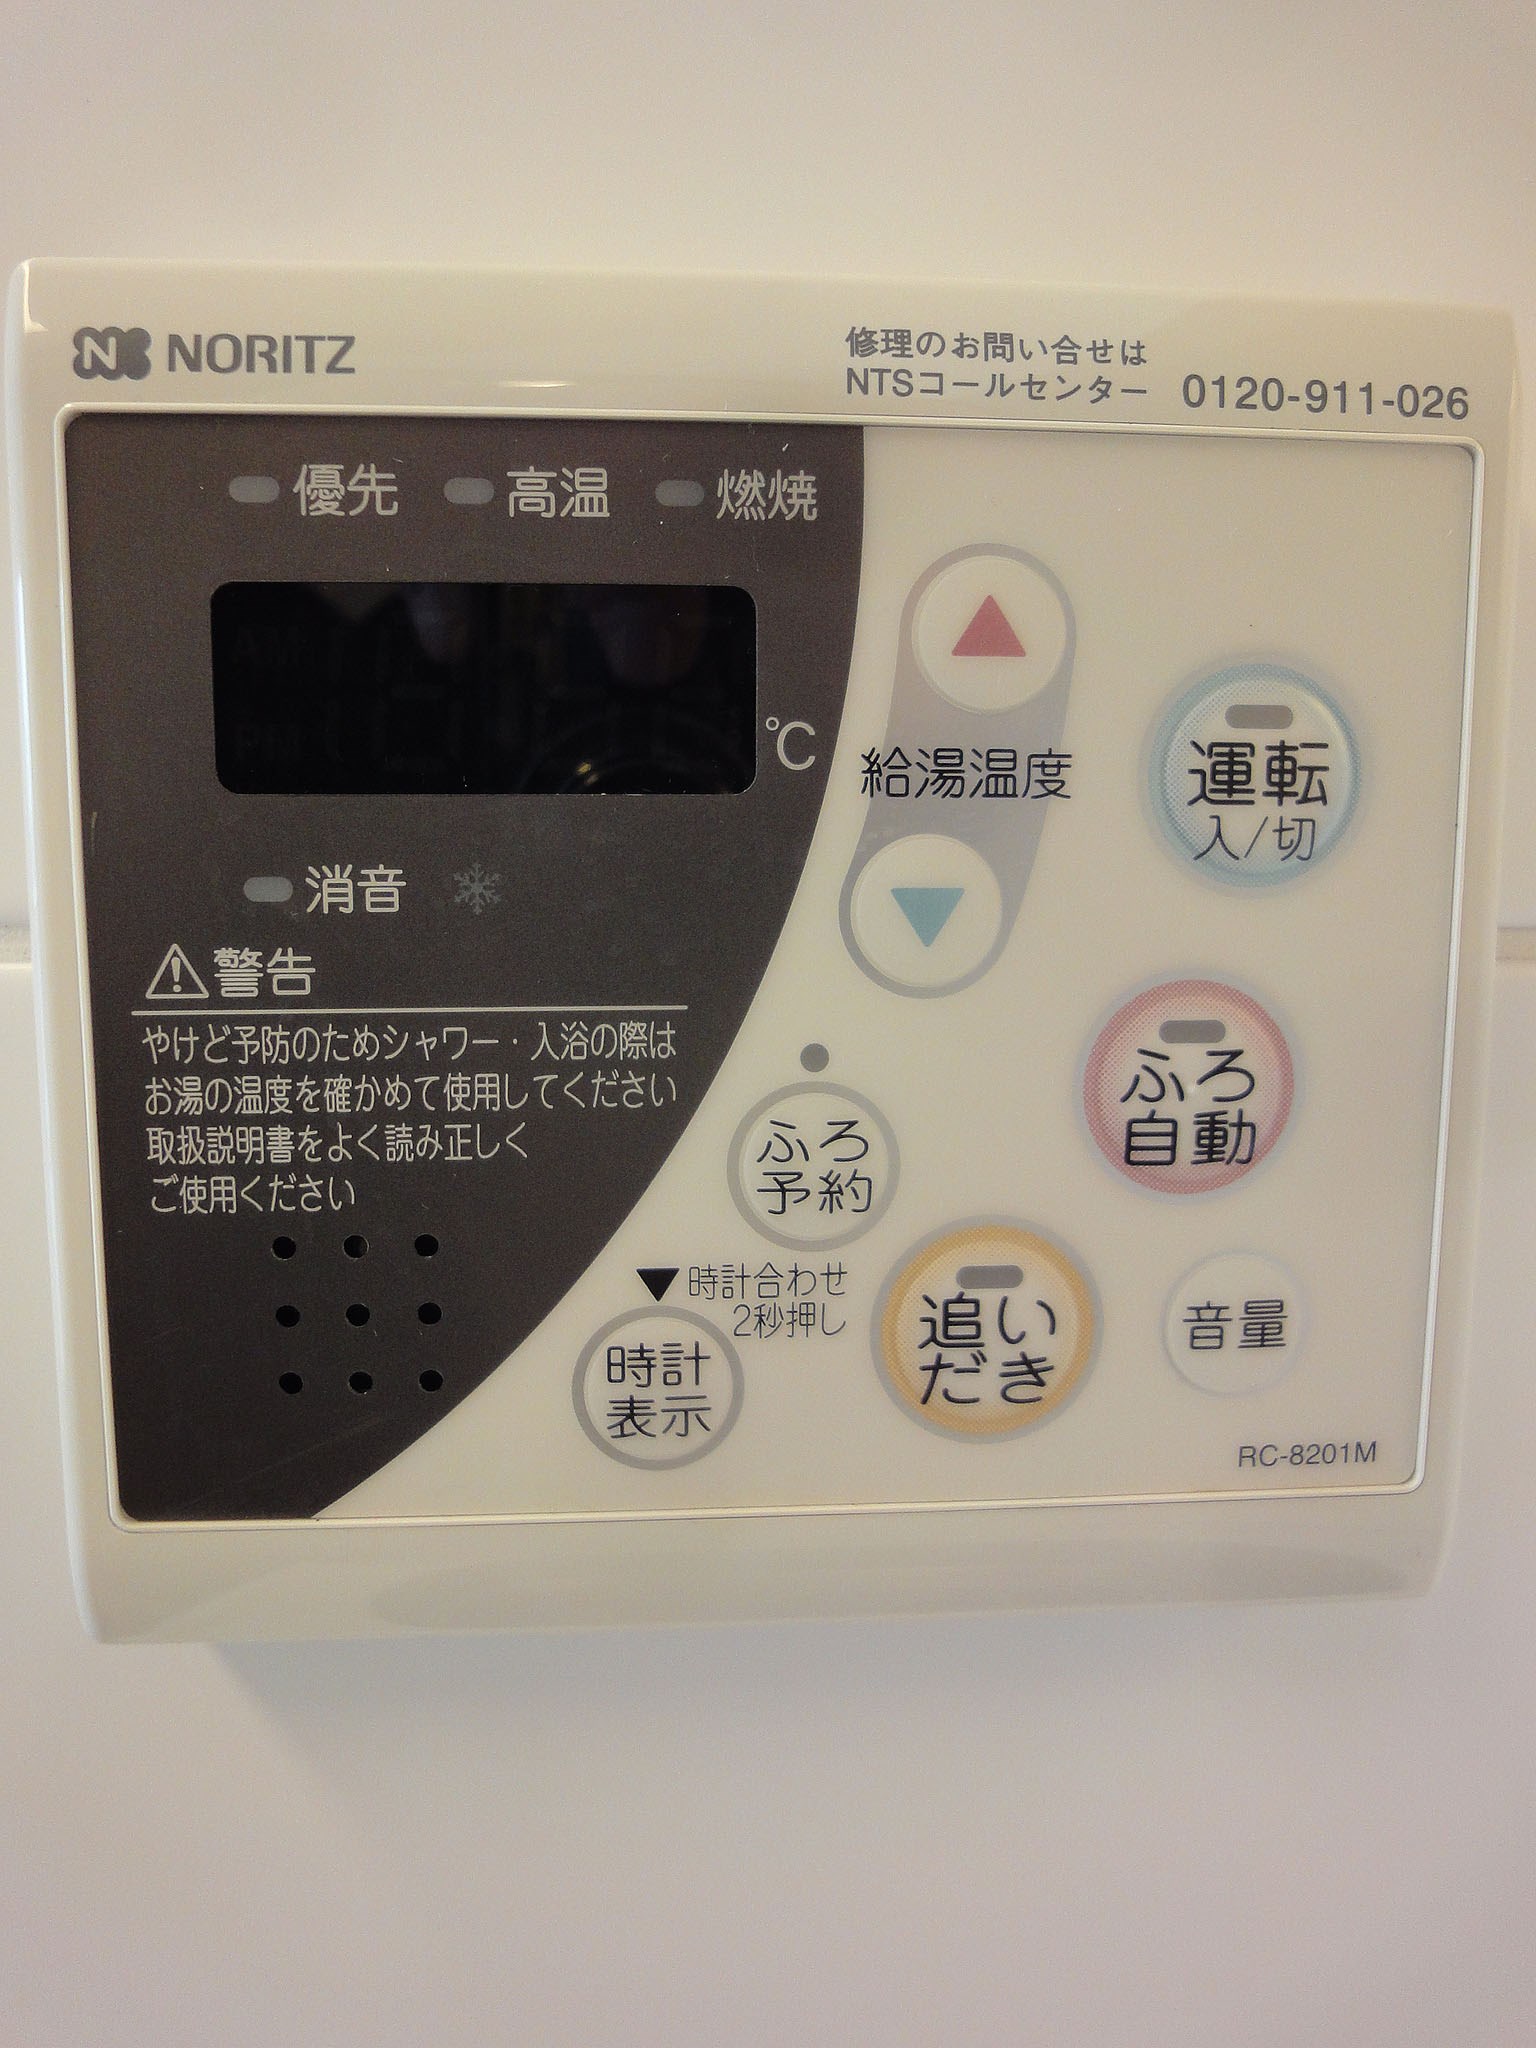 NORITZ
修理のお問い合せは
NTSコールセンター 0120-911-026
優先 高温 燃焼
℃
給湯温度
運転
入/切
消音
警告
やけど予防のためシャワー・入浴の際は
お湯の温度を確かめて使用してください
取扱説明書をよく読み正しく
ご使用ください
ふろ
自動
ふろ
予約
▼時計合わせ
2秒押し
時計
表示
追い
だき
音量
RC-8201M